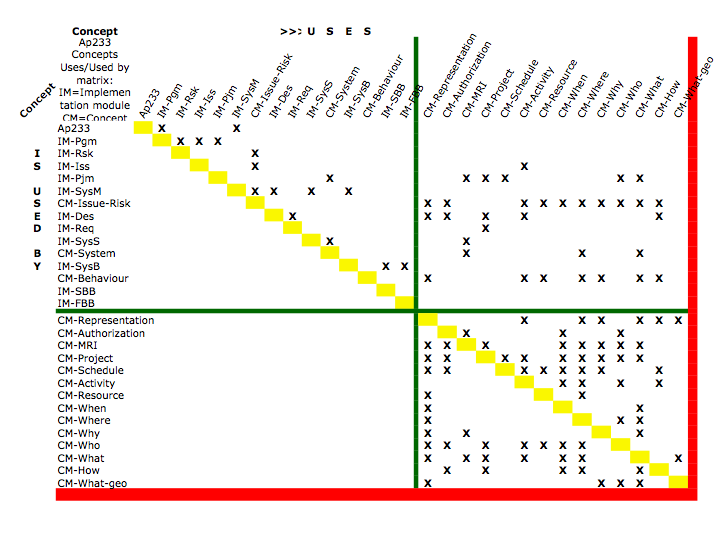 Concept >>: U S E S
Ap233
Concepts
Uses/Used by
matrix:
IM=Implemen
tation module
CM=Concept
Concept
Ap233 IM-Pgm IM-Rsk IM-Iss IM-Pjm IM-SysM CM-Issue-Risk IM-Des IM-Req IM-SysS CM-System IM-SysB CM-Behaviour IM-SBB IM-FBB CM-Representation CM-Authorization CM-MRI CM-Project CM-Schedule CM-Activity CM-Resource CM-When CM-Where CM-Why CM-Who CM-What CM-How CM-What-geo
Ap233 X X
IM-Pgm X X X
I IM-Rsk X
S IM-Iss X X
IM-Pjm X X X X X X
U IM-SysM X X X X
S CM-Issue-Risk X X X X X X X X X X
E IM-Des X X X X X X
D IM-Req X
IM-SysS X X
B CM-System X X X
Y IM-SysB X X
CM-Behaviour X X X X X X X
IM-SBB
IM-FBB
CM-Representation X X X X X X
CM-Authorization X X X
CM-MRI X X X X X X X X
CM-Project X X X X X X X X X
CM-Schedule X X X X X X X X
CM-Activity X X X X
CM-Resource X X
CM-When X X
CM-Where X X X
CM-Why X X X
CM-Who X X X X X X X
CM-What X X X X X X X
CM-How X X X X X
CM-What-geo X X X X